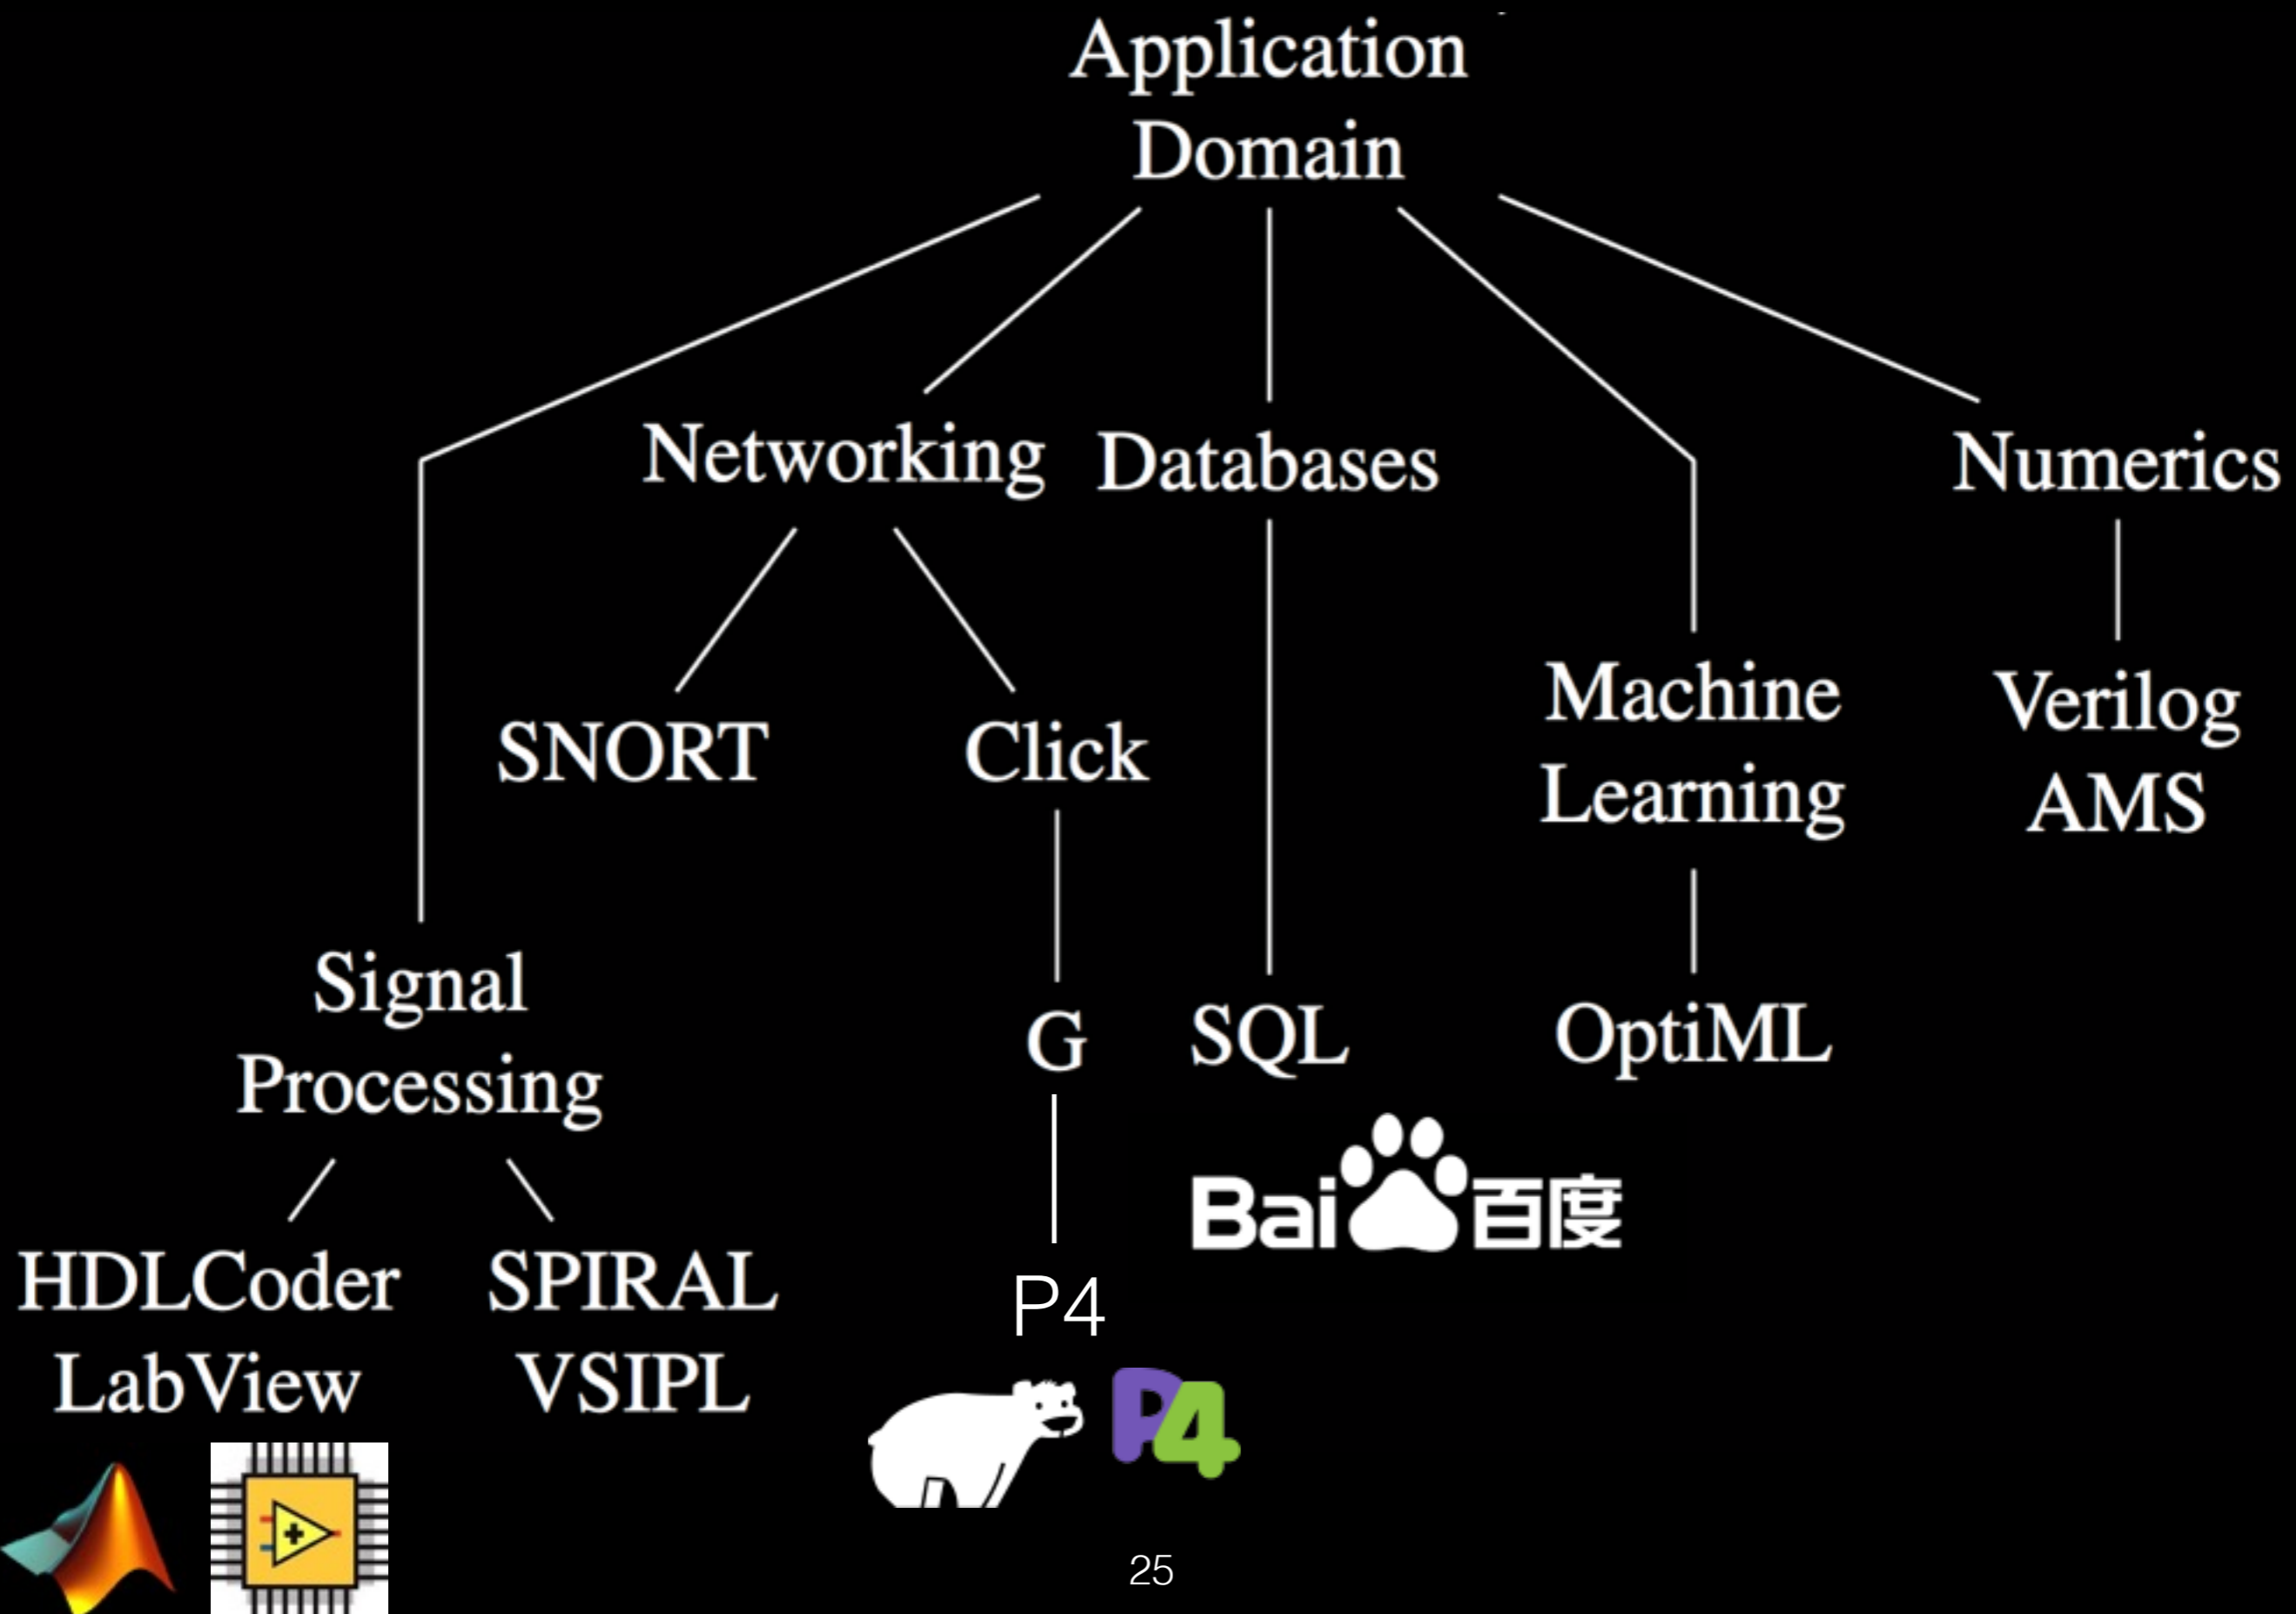 Application
Domain
Networking
Databases
Numerics
SNORT
Click
Machine
Learning
Verilog
AMS
Signal
Processing
G
SQL
OptiML
Bai百度
HDLCoder
LabView
SPIRAL
VSIPL
P4
P4
25